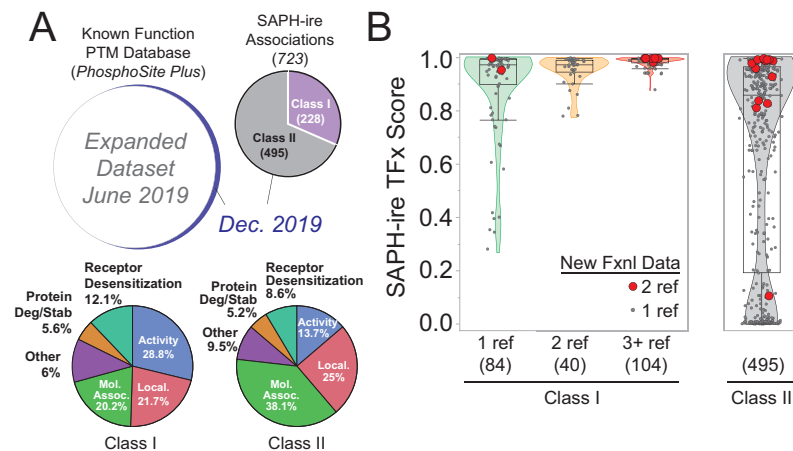 A
Known Function
PTM Database
(PhosphoSite Plus)
SAPH-ire
Associations
(723)
Class I
(228)
Class II
(495)
Expanded
Dataset
June 2019
Dec. 2019
Receptor
Desensitization
12.1%
Protein
Deg/Stab
5.6%
Other
6%
Activity
28.8%
Mol.
Assoc.
20.2%
Local.
21.7%
Class I
Receptor
Desensitization
8.6%
Protein
Deg/Stab
5.2%
Other
9.5%
Activity
13.7%
Local.
25%
Mol.
Assoc.
38.1%
Class II
B
SAPH-ire TFx Score
1.0
0.8
0.6
0.4
0.2
0.0
New Fxnl Data
2 ref
1 ref
1 ref
(84)
2 ref
(40)
3+ ref
(104)
Class I
(495)
Class II